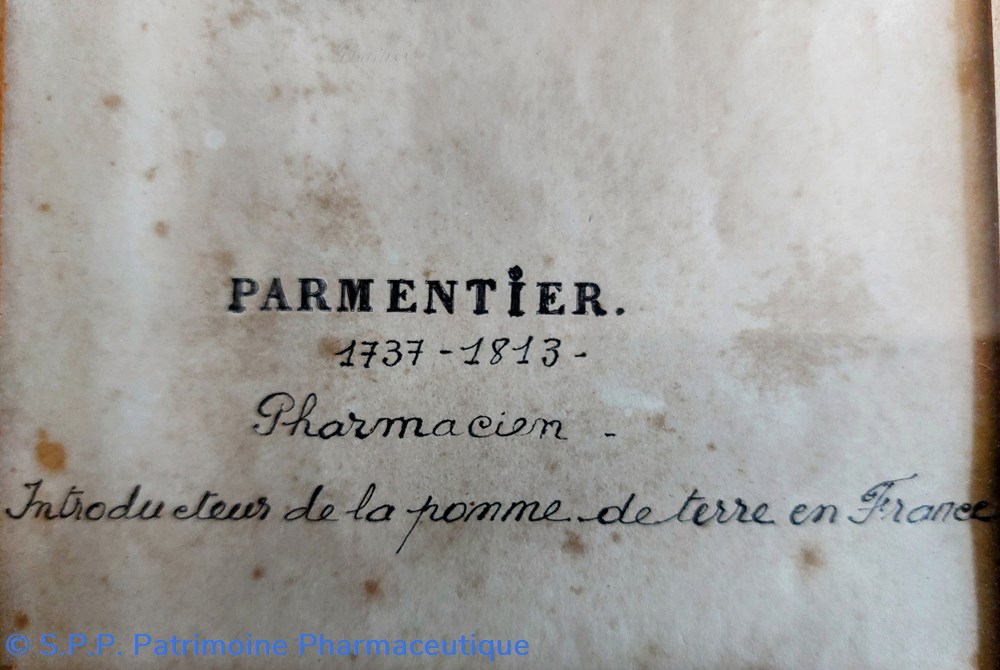 PARMENTIER.
1737 - 1813 -
Pharmacien -
Introducteur de la pomme de terre en France
© S.P.P. Patrimoine Pharmaceutique